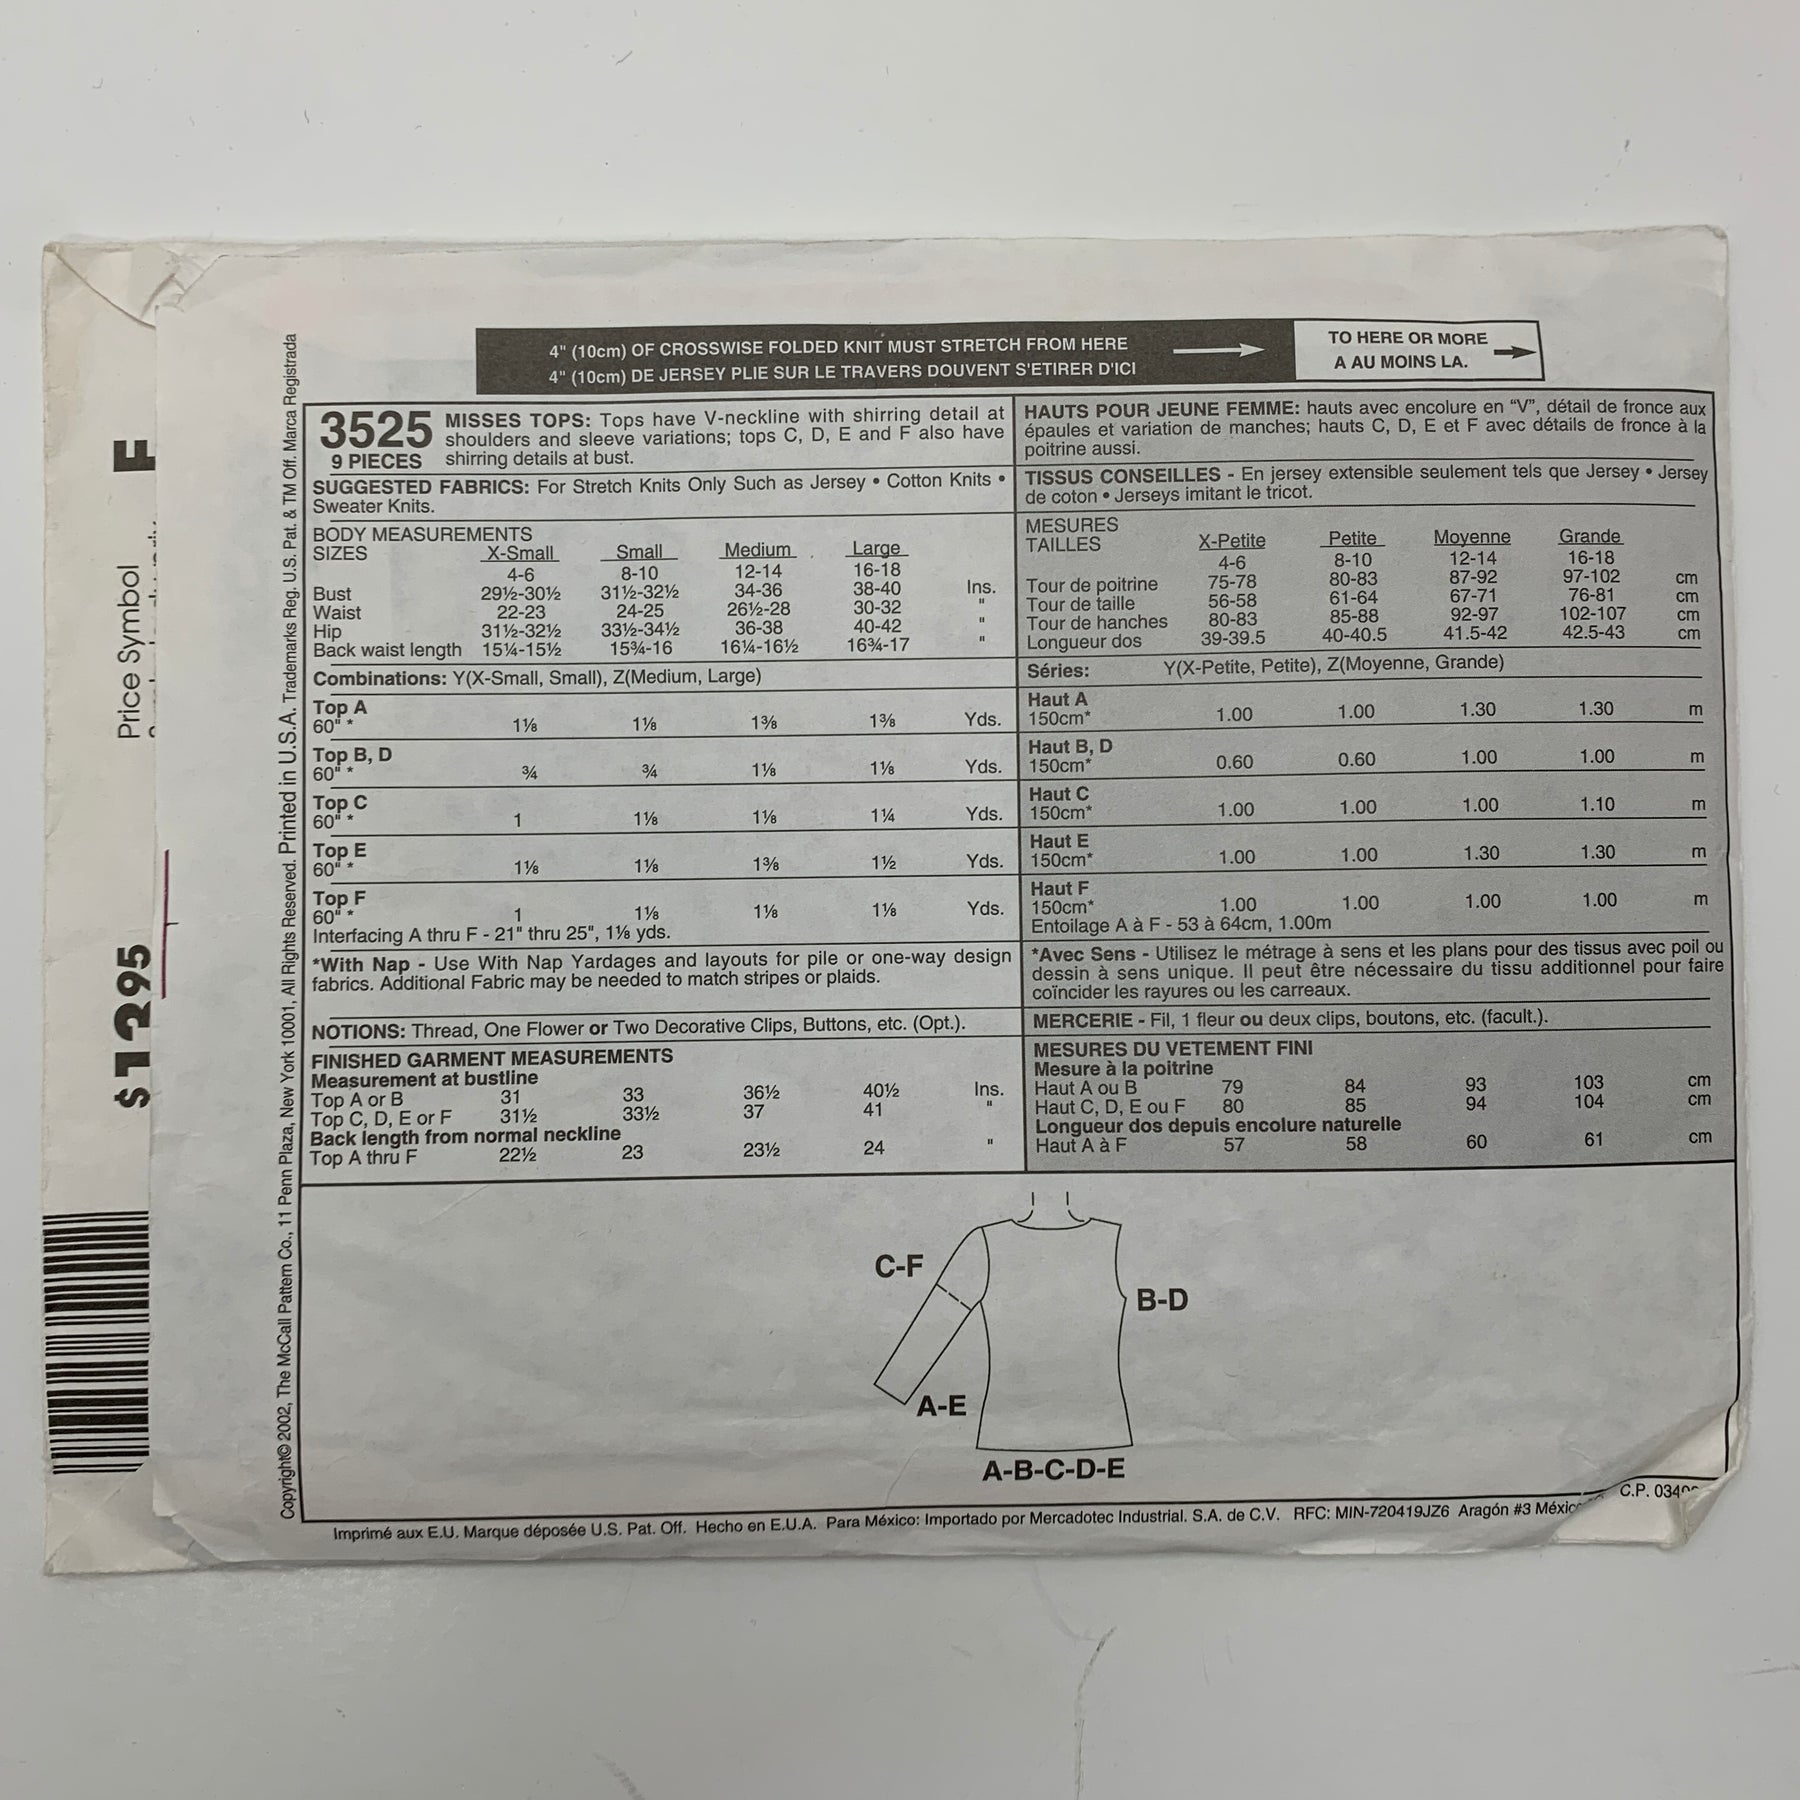 4" (10cm) OF CROSSWISE FOLDED KNIT MUST STRETCH FROM HERE
4" (10cm) DE JERSEY PLIE SUR LE TRAVERS DOUVENT S'ETIRER D'ICI
TO HERE OR MORE
A AU MOINS LA.
3525
9 PIECES
MISSES TOPS: Tops have V-neckline with shirring detail at
shoulders and sleeve variations; tops C, D, E and F also have
shirring details at bust.
SUGGESTED FABRICS: For Stretch Knits Only Such as Jersey • Cotton Knits •
Sweater Knits.
BODY MEASUREMENTS
SIZES X-Small Small Medium Large
4-6 8-10 12-14 16-18
Bust 29½-30½ 31½-32½ 34-36 38-40 Ins.
Waist 22-23 24-25 26½-28 30-32 "
Hip 31½-32½ 33½-34½ 36-38 40-42 "
Back waist length 15¼-15½ 15¾-16 16¼-16½ 16¾-17 "
Combinations: Y(X-Small, Small), Z(Medium, Large)
Top A
60" * 1⅛ 1⅛ 1⅜ 1⅜ Yds.
Top B, D
60" * ¾ ¾ 1⅛ 1⅛ Yds.
Top C
60" * 1 1⅛ 1⅛ 1¼ Yds.
Top E
60" * 1⅛ 1⅛ 1⅜ 1½ Yds.
Top F
60" * 1 1⅛ 1⅛ 1⅛ Yds.
Interfacing A thru F - 21" thru 25", 1⅛ yds.
*With Nap - Use With Nap Yardages and layouts for pile or one-way design
fabrics. Additional Fabric may be needed to match stripes or plaids.
NOTIONS: Thread, One Flower or Two Decorative Clips, Buttons, etc. (Opt.).
FINISHED GARMENT MEASUREMENTS
Measurement at bustline
Top A or B 31 33 36½ 40½ Ins.
Top C, D, E or F 31½ 33½ 37 41 "
Back length from normal neckline
Top A thru F 22½ 23 23½ 24 "
HAUTS POUR JEUNE FEMME: hauts avec encolure en “V”, détail de fronce aux
épaules et variation de manches; hauts C, D, E et F avec détails de fronce à la
poitrine aussi.
TISSUS CONSEILLES - En jersey extensible seulement tels que Jersey • Jersey
de coton • Jerseys imitant le tricot.
MESURES
TAILLES X-Petite Petite Moyenne Grande
4-6 8-10 12-14 16-18
Tour de poitrine 75-78 80-83 87-92 97-102 cm
Tour de taille 56-58 61-64 67-71 76-81 cm
Tour de hanches 80-83 85-88 92-97 102-107 cm
Longueur dos 39-39.5 40-40.5 41.5-42 42.5-43 cm
Séries: Y(X-Petite, Petite), Z(Moyenne, Grande)
Haut A
150cm* 1.00 1.00 1.30 1.30 m
Haut B, D
150cm* 0.60 0.60 1.00 1.00 m
Haut C
150cm* 1.00 1.00 1.00 1.10 m
Haut E
150cm* 1.00 1.00 1.30 1.30 m
Haut F
150cm* 1.00 1.00 1.00 1.00 m
Entoilage A à F - 53 à 64cm, 1.00m
*Avec Sens - Utilisez le métrage à sens et les plans pour des tissus avec poil ou
dessin à sens unique. Il peut être nécessaire du tissu additionnel pour faire
coïncider les rayures ou les carreaux.
MERCERIE - Fil, 1 fleur ou deux clips, boutons, etc. (facult.).
MESURES DU VETEMENT FINI
Mesure à la poitrine
Haut A ou B 79 84 93 103 cm
Haut C, D, E ou F 80 85 94 104 cm
Longueur dos depuis encolure naturelle
Haut A à F 57 58 60 61 cm
C-F
B-D
A-E
A-B-C-D-E
Imprimé aux E.U. Marque déposée U.S. Pat. Off. Hecho en E.U.A. Para México: Importado por Mercadotec Industrial. S.A. de C.V. RFC: MIN-720419JZ6 Aragón #3 C.P.
Copyright© 2002, The McCall Pattern Co., 11 Penn Plaza, New York 10001, All Rights Reserved. Printed in U.S.A. Trademarks Reg. U.S. Pat. & TM Off. Marca Registrada
$1295
Price Symbol F